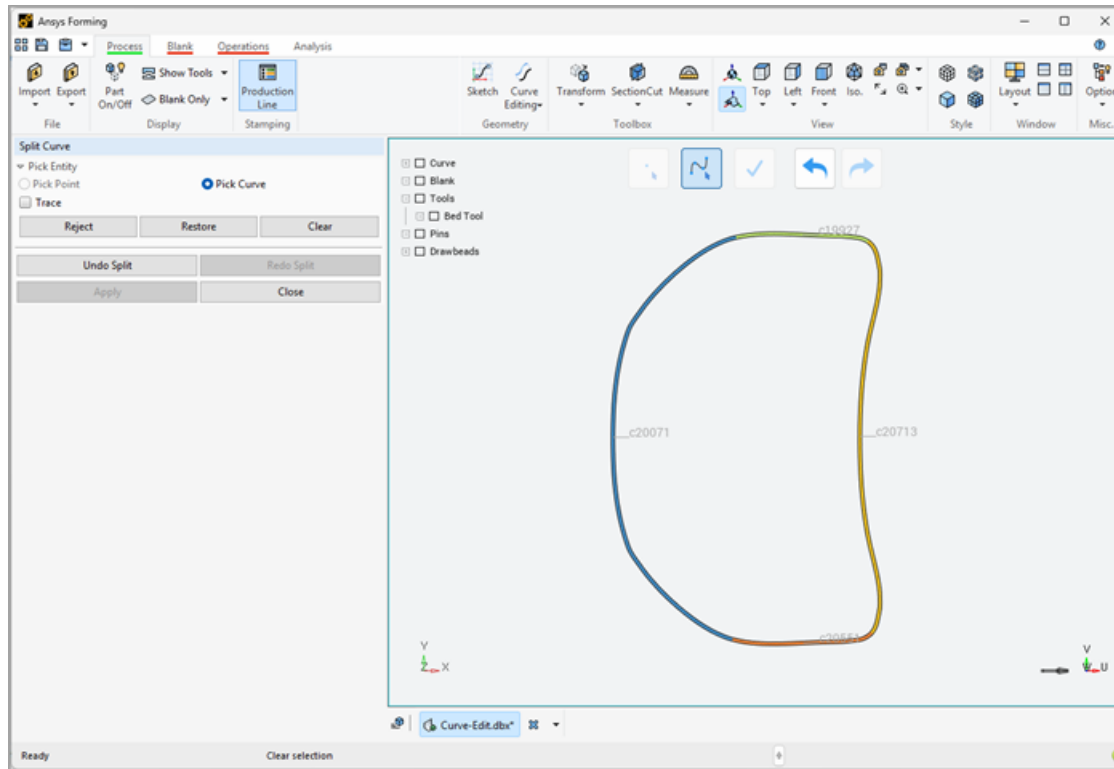 Ansys Forming
Process Blank Operations Analysis
Import Export Part On/Off Show Tools Blank Only Production Line Sketch Curve Editing Transform SectionCut Measure Top Left Front Iso. Layout Option
File Display Stamping Geometry Toolbox View Style Window Misc.
Split Curve
Pick Entity
Pick Point Pick Curve
Trace
Reject Restore Clear
Undo Split Redo Split
Apply Close
Curve
Blank
Tools
Bed Tool
Pins
Drawbeads
c19927
c20071
c20713
c20551
Y
Z X
V
U
Curve-Edit.dbx*
Ready Clear selection